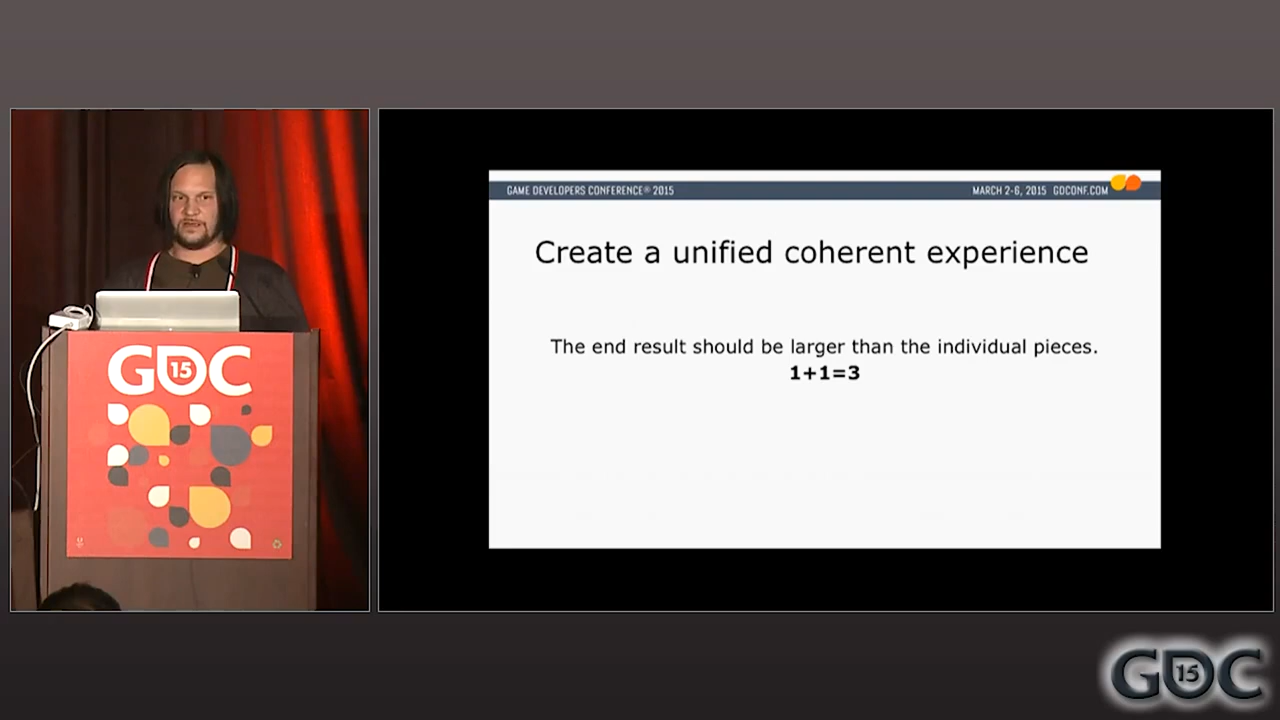 GAME DEVELOPERS CONFERENCE® 2015
MARCH 2-6, 2015 GDCONF.COM
Create a unified coherent experience
The end result should be larger than the individual pieces.
1+1=3
GDC
15
GDC
15